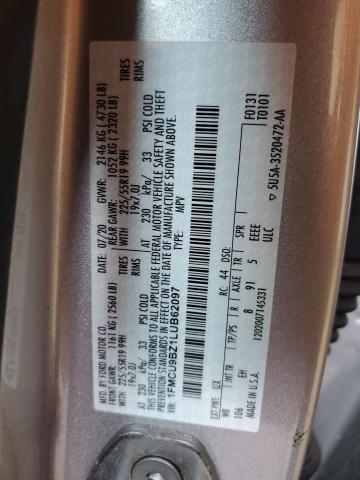 MFD. BY FORD MOTOR CO.
DATE: 07/20 GVWR: 2146 KG ( 4730 LB)
FRONT GAWR: 1161 KG ( 2560 LB) REAR GAWR: 1052 KG ( 2320 LB)
WITH 225/55R19 99H TIRES WITH 225/55R19 99H TIRES
19x7.0J RIMS 19x7.0J RIMS
AT 230 kPa/ 33 PSI COLD AT 230 kPa/ 33 PSI COLD
THIS VEHICLE CONFORMS TO ALL APPLICABLE FEDERAL MOTOR VEHICLE SAFETY AND THEFT
PREVENTION STANDARDS IN EFFECT ON THE DATE OF MANUFACTURE SHOWN ABOVE.
VIN: 1FMCU9BZ1LUB62097 TYPE: MPV
EXT PNT: UX RC: 44 DSO:
WB INT TR TP/PS R AXLE TR SPR F0131
106 EH 8 91 5 EEEE T0101
ULC
1202007145331 5U5A-3S20472-AA